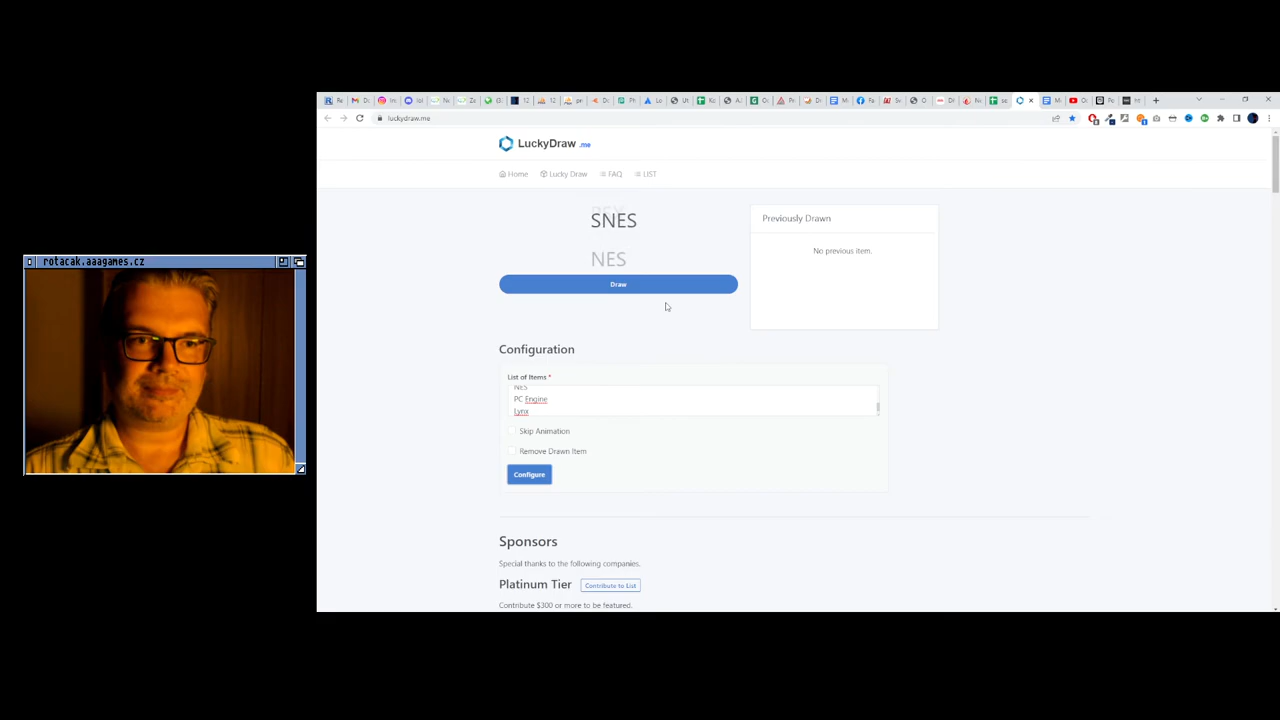 rotacak.aaagames.cz
luckydraw.me
LuckyDraw .me
Home
Lucky Draw
FAQ
LIST
SNES
NES
Draw
Previously Drawn
No previous item.
Configuration
List of Items *
NES
PC Engine
Lynx
Skip Animation
Remove Drawn Item
Configure
Sponsors
Special thanks to the following companies.
Platinum Tier
Contribute to List
Contribute $300 or more to be featured.